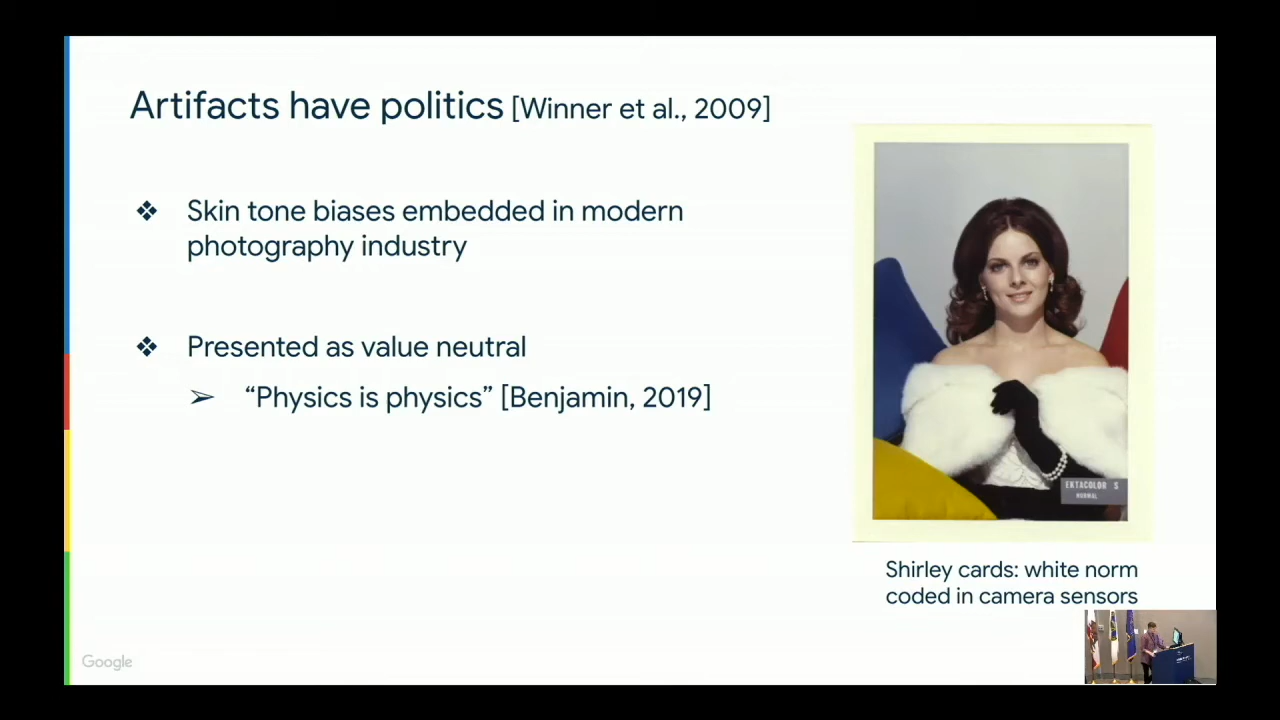 Artifacts have politics [Winner et al., 2009]
❖ Skin tone biases embedded in modern
photography industry
❖ Presented as value neutral
➢ “Physics is physics” [Benjamin, 2019]
EKTACOLOR S
NORMAL
Shirley cards: white norm
coded in camera sensors
Google